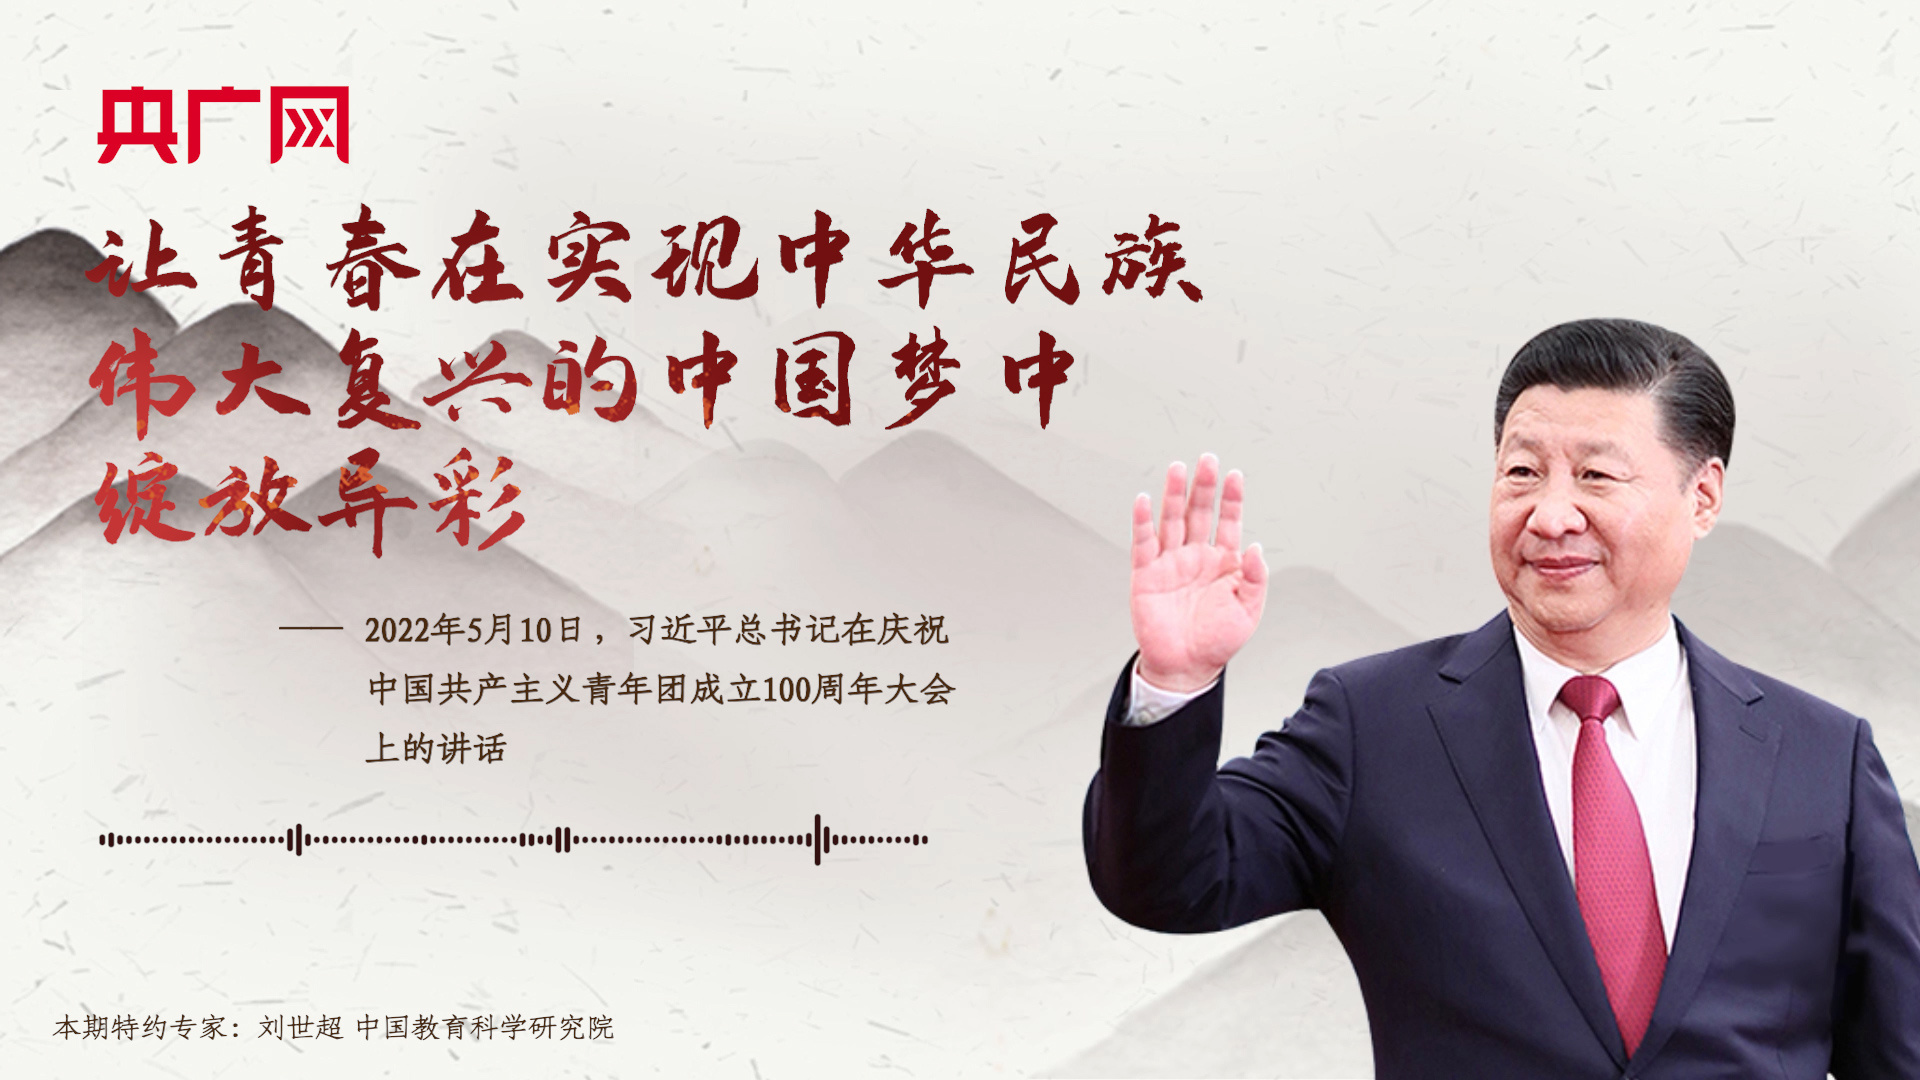 央广网
让青春在实现中华民族
伟大复兴的中国梦中
绽放异彩
—— 2022年5月10日，习近平总书记在庆祝
中国共产主义青年团成立100周年大会
上的讲话
本期特约专家：刘世超 中国教育科学研究院